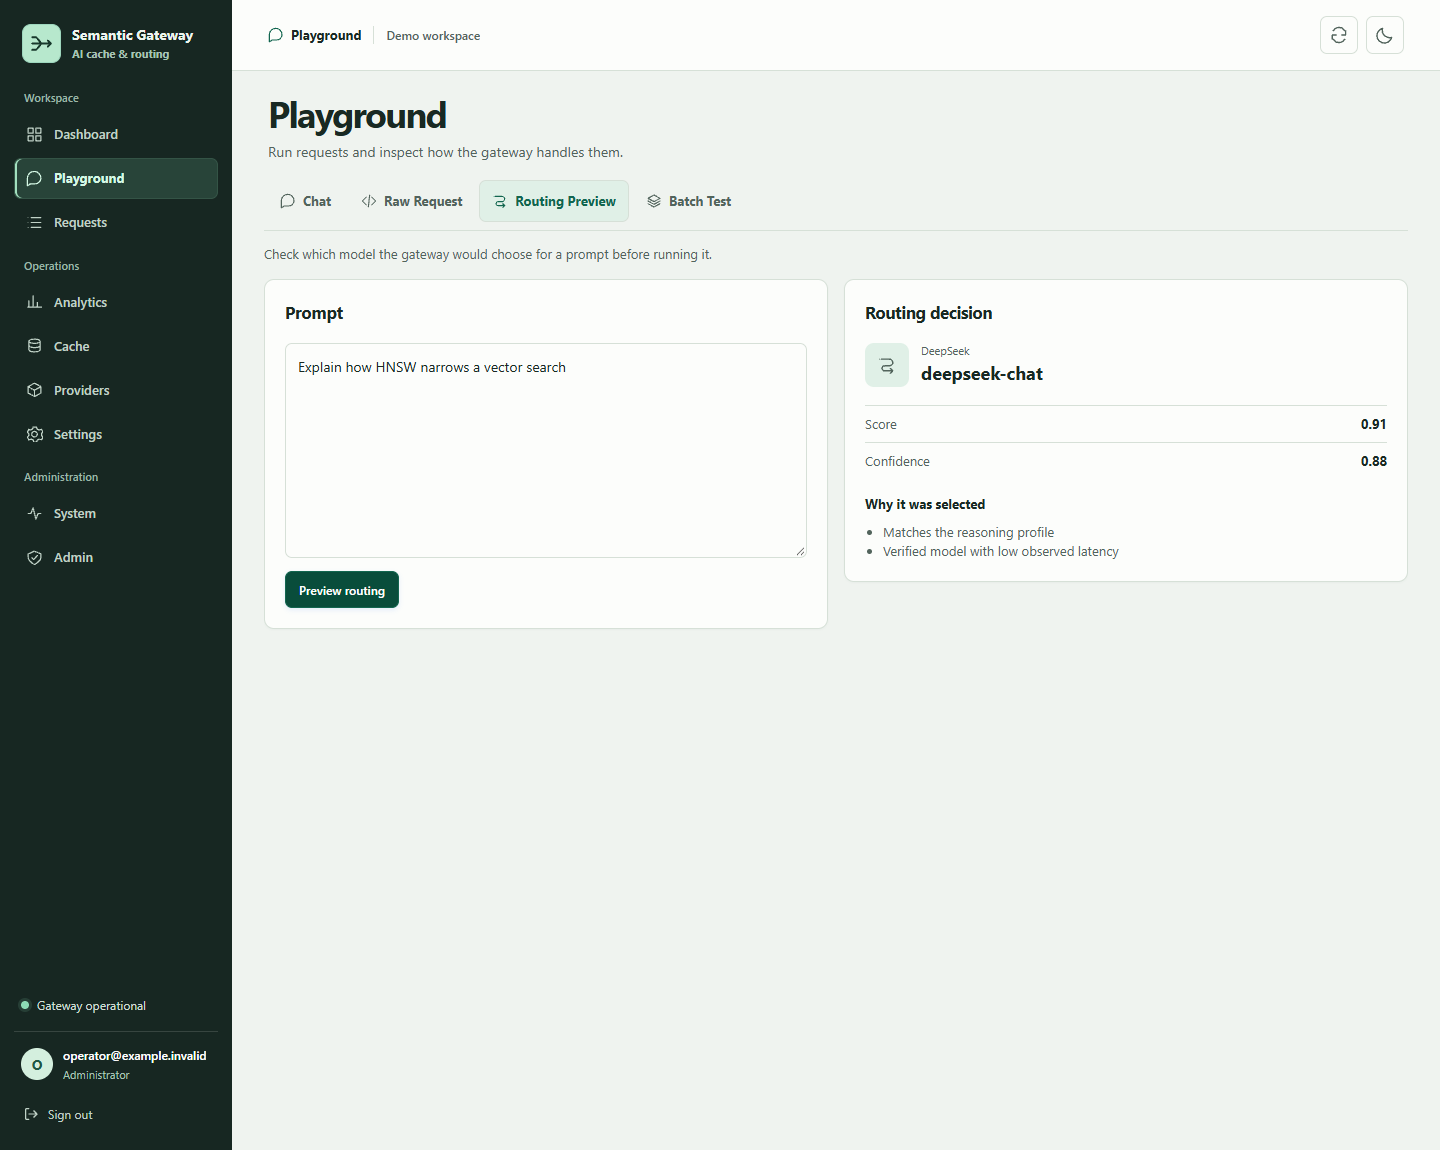 Semantic Gateway
AI cache & routing
Workspace
Dashboard
Playground
Requests
Operations
Analytics
Cache
Providers
Settings
Administration
System
Admin
Gateway operational
O
operator@example.invalid
Administrator
Sign out
Playground
Demo workspace
Playground
Run requests and inspect how the gateway handles them.
Chat
Raw Request
Routing Preview
Batch Test
Check which model the gateway would choose for a prompt before running it.
Prompt
Explain how HNSW narrows a vector search
Preview routing
Routing decision
DeepSeek
deepseek-chat
Score 0.91
Confidence 0.88
Why it was selected
Matches the reasoning profile
Verified model with low observed latency